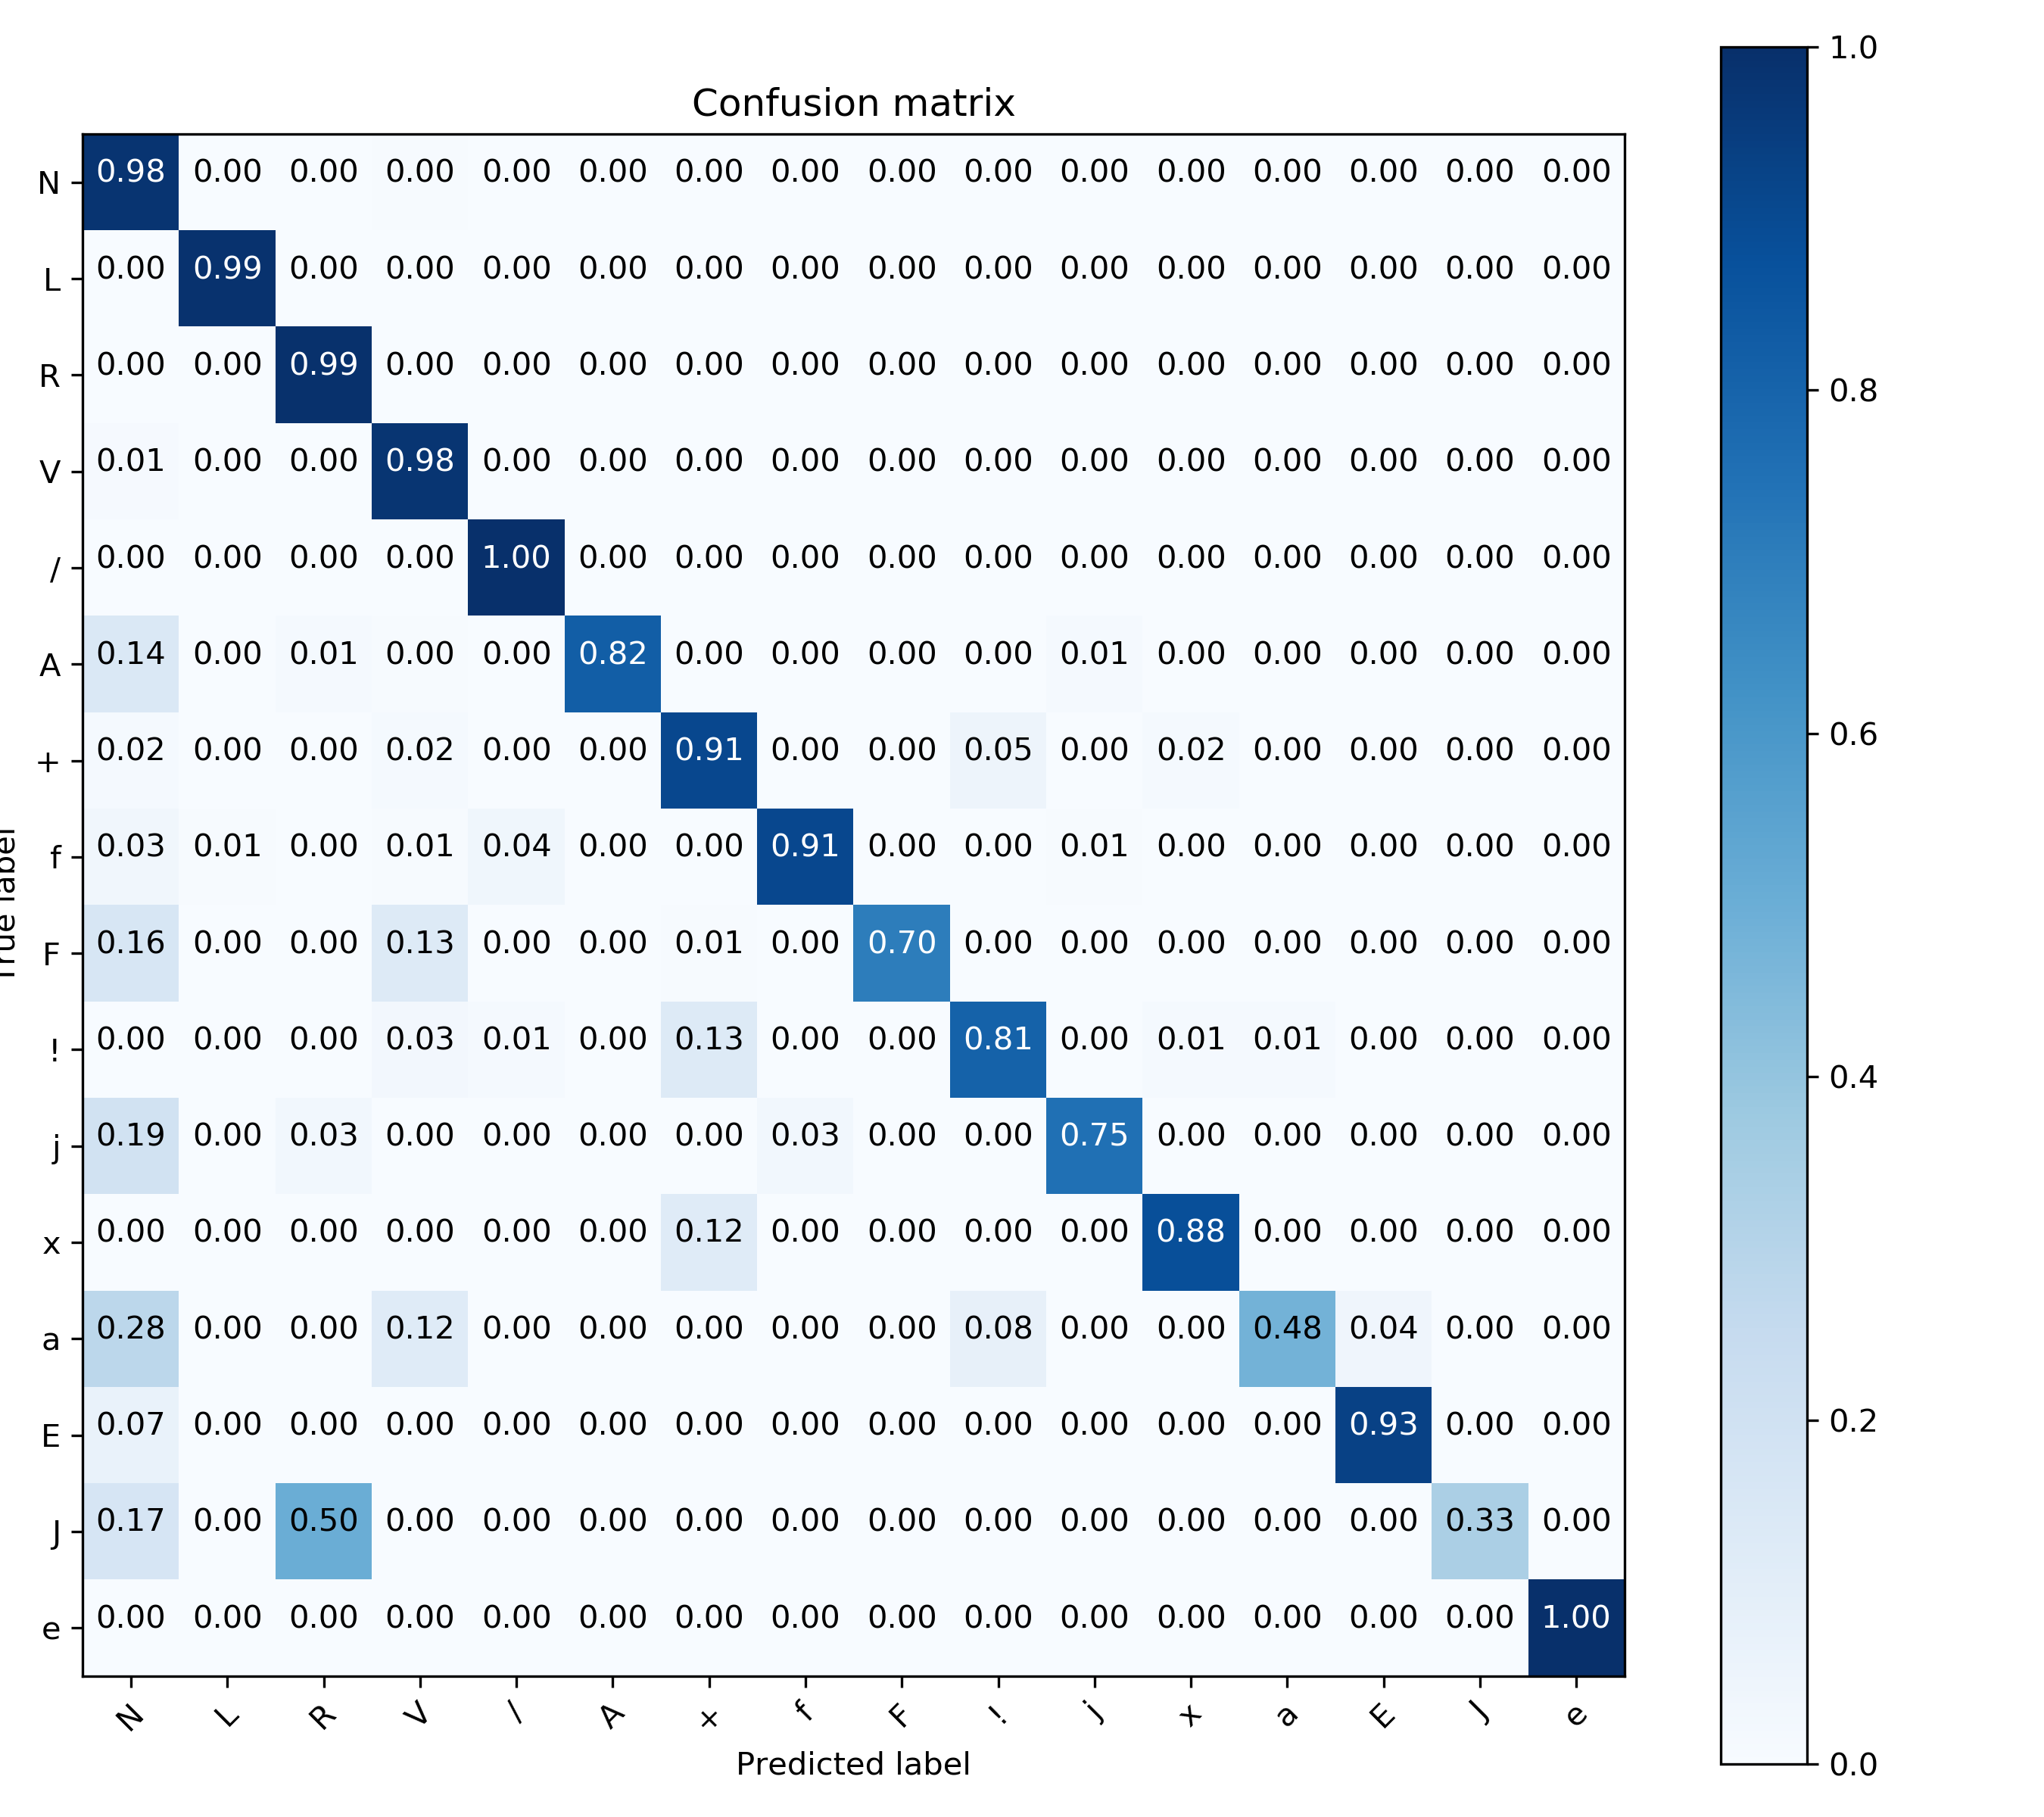 Confusion matrix
1.0
N 0.98 0.00 0.00 0.00 0.00 0.00 0.00 0.00 0.00 0.00 0.00 0.00 0.00 0.00 0.00 0.00
L 0.00 0.99 0.00 0.00 0.00 0.00 0.00 0.00 0.00 0.00 0.00 0.00 0.00 0.00 0.00 0.00
R 0.00 0.00 0.99 0.00 0.00 0.00 0.00 0.00 0.00 0.00 0.00 0.00 0.00 0.00 0.00 0.00
0.8
V 0.01 0.00 0.00 0.98 0.00 0.00 0.00 0.00 0.00 0.00 0.00 0.00 0.00 0.00 0.00 0.00
/ 0.00 0.00 0.00 0.00 1.00 0.00 0.00 0.00 0.00 0.00 0.00 0.00 0.00 0.00 0.00 0.00
A 0.14 0.00 0.01 0.00 0.00 0.82 0.00 0.00 0.00 0.00 0.01 0.00 0.00 0.00 0.00 0.00
0.6
+ 0.02 0.00 0.00 0.02 0.00 0.00 0.91 0.00 0.00 0.05 0.00 0.02 0.00 0.00 0.00 0.00
f 0.03 0.01 0.00 0.01 0.04 0.00 0.00 0.91 0.00 0.00 0.01 0.00 0.00 0.00 0.00 0.00
True label
F 0.16 0.00 0.00 0.13 0.00 0.00 0.01 0.00 0.70 0.00 0.00 0.00 0.00 0.00 0.00 0.00
! 0.00 0.00 0.00 0.03 0.01 0.00 0.13 0.00 0.00 0.81 0.00 0.01 0.01 0.00 0.00 0.00
0.4
j 0.19 0.00 0.03 0.00 0.00 0.00 0.00 0.03 0.00 0.00 0.75 0.00 0.00 0.00 0.00 0.00
x 0.00 0.00 0.00 0.00 0.00 0.00 0.12 0.00 0.00 0.00 0.00 0.88 0.00 0.00 0.00 0.00
a 0.28 0.00 0.00 0.12 0.00 0.00 0.00 0.00 0.00 0.08 0.00 0.00 0.48 0.04 0.00 0.00
0.2
E 0.07 0.00 0.00 0.00 0.00 0.00 0.00 0.00 0.00 0.00 0.00 0.00 0.00 0.93 0.00 0.00
J 0.17 0.00 0.50 0.00 0.00 0.00 0.00 0.00 0.00 0.00 0.00 0.00 0.00 0.00 0.33 0.00
e 0.00 0.00 0.00 0.00 0.00 0.00 0.00 0.00 0.00 0.00 0.00 0.00 0.00 0.00 0.00 1.00
N L R V / A + f F ! j x a E J e
Predicted label
0.0